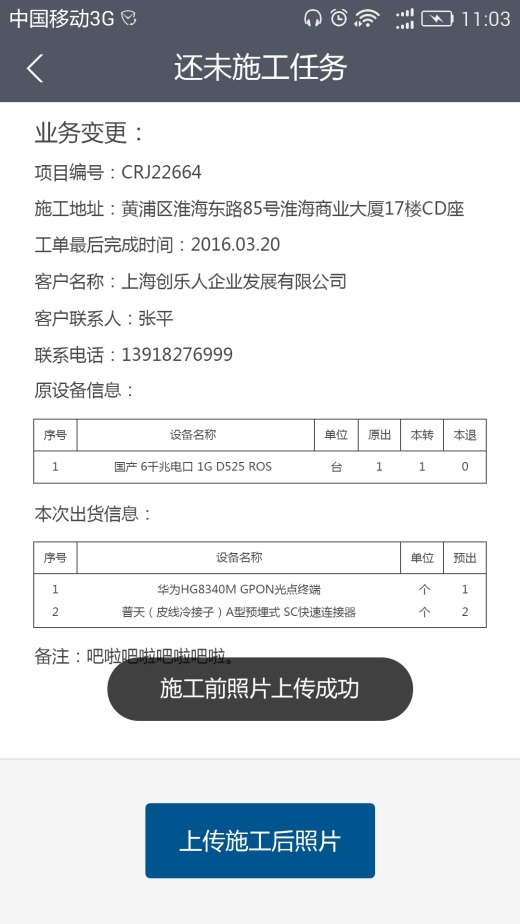 中国移动3G 11:03
还未施工任务
业务变更：
项目编号：CRJ22664
施工地址：黄浦区淮海东路85号淮海商业大厦17楼CD座
工单最后完成时间：2016.03.20
客户名称：上海创乐人企业发展有限公司
客户联系人：张平
联系电话：13918276999
原设备信息：
序号 设备名称 单位 原出 本转 本退
1 国产 6千兆电口 1G D525 ROS 台 1 1 0
本次出货信息：
序号 设备名称 单位 预出
1 华为HG8340M GPON光点终端 个 1
2 普天（皮线冷接子）A型预埋式 SC快速连接器 个 2
备注：吧啦吧啦吧啦吧啦。
施工前照片上传成功
上传施工后照片